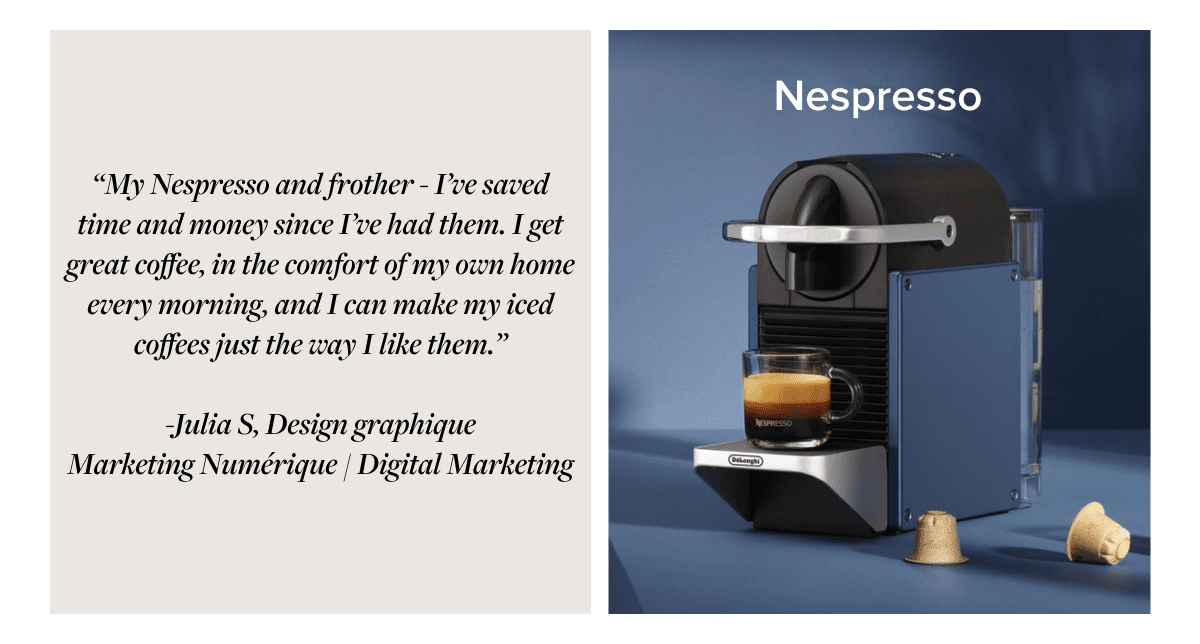 “My Nespresso and frother - I’ve saved
time and money since I’ve had them. I get
great coffee, in the comfort of my own home
every morning, and I can make my iced
coffees just the way I like them.”
-Julia S, Design graphique
Marketing Numérique | Digital Marketing
Nespresso
NESPRESSO
DeLonghi